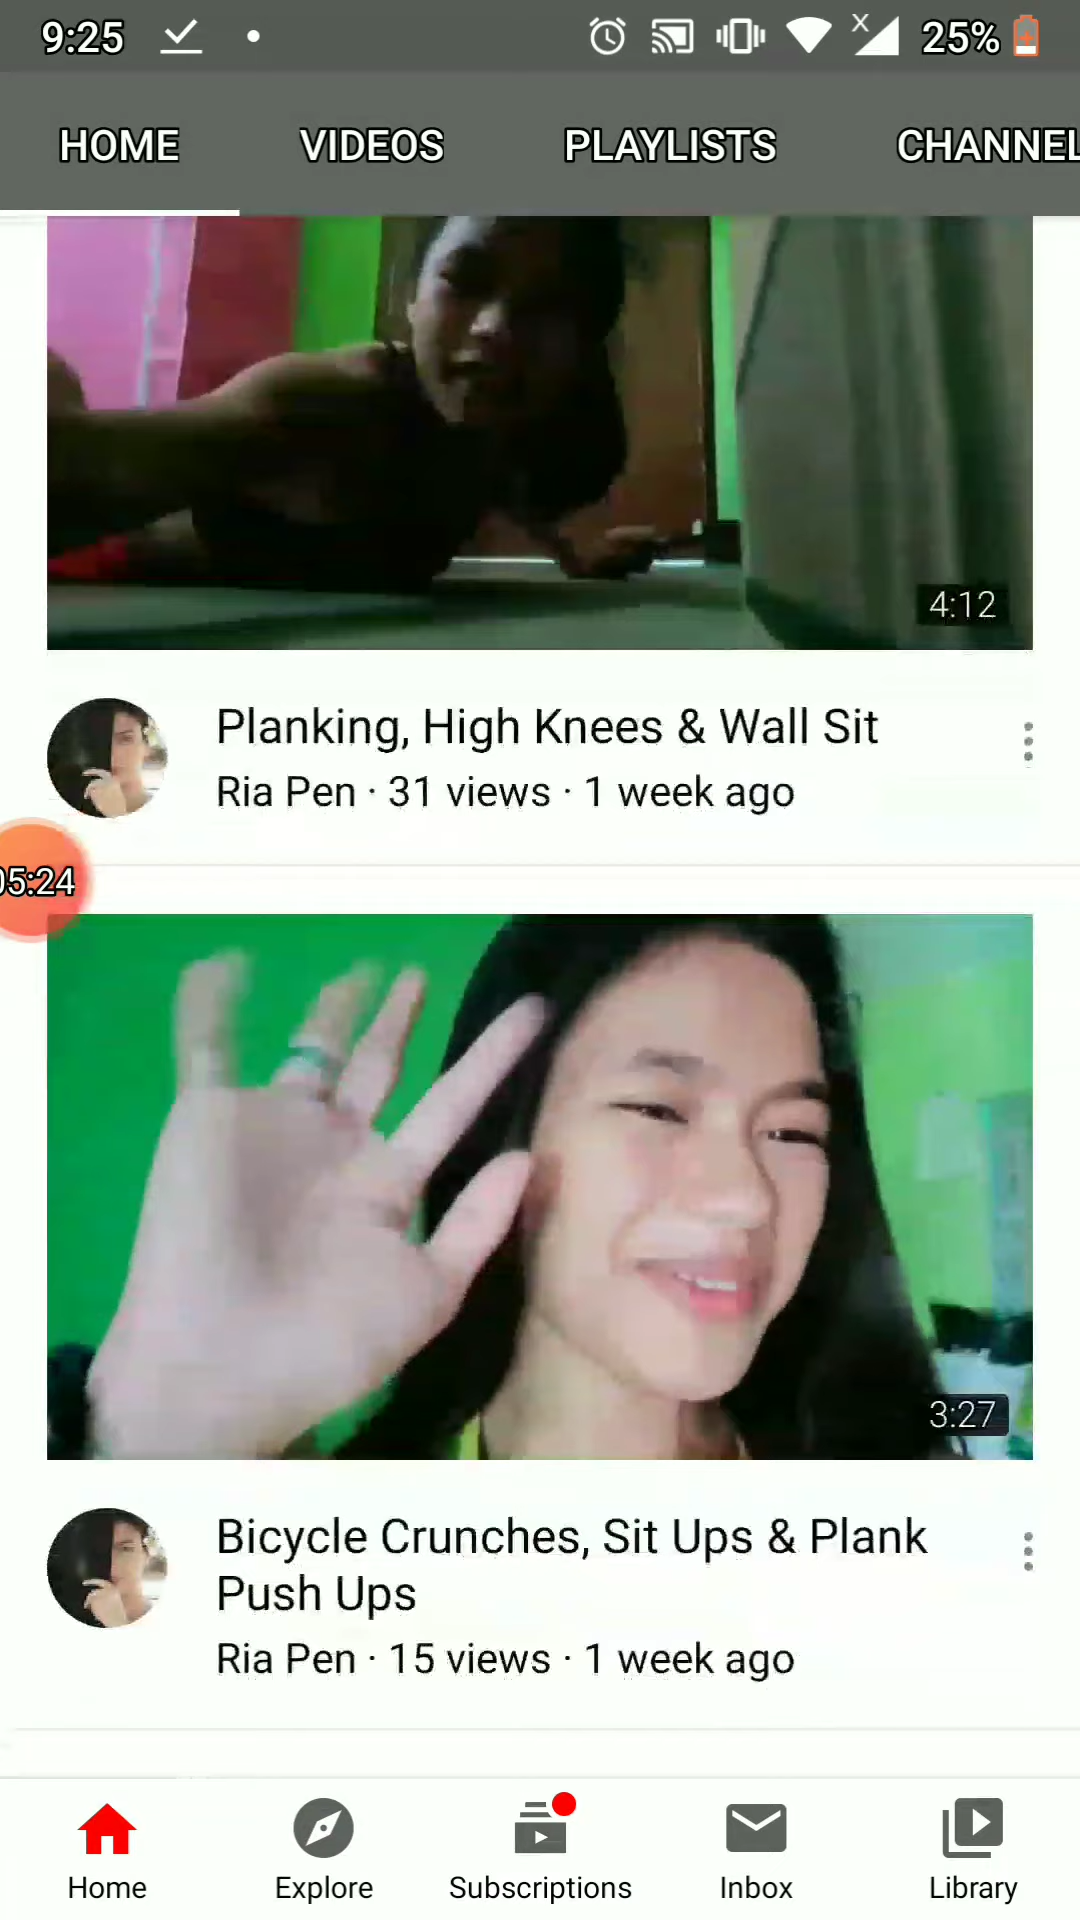 9:25
25%
HOME VIDEOS PLAYLISTS CHANNEL
4:12
Planking, High Knees & Wall Sit
Ria Pen · 31 views · 1 week ago
05:24
3:27
Bicycle Crunches, Sit Ups & Plank
Push Ups
Ria Pen · 15 views · 1 week ago
Home Explore Subscriptions Inbox Library